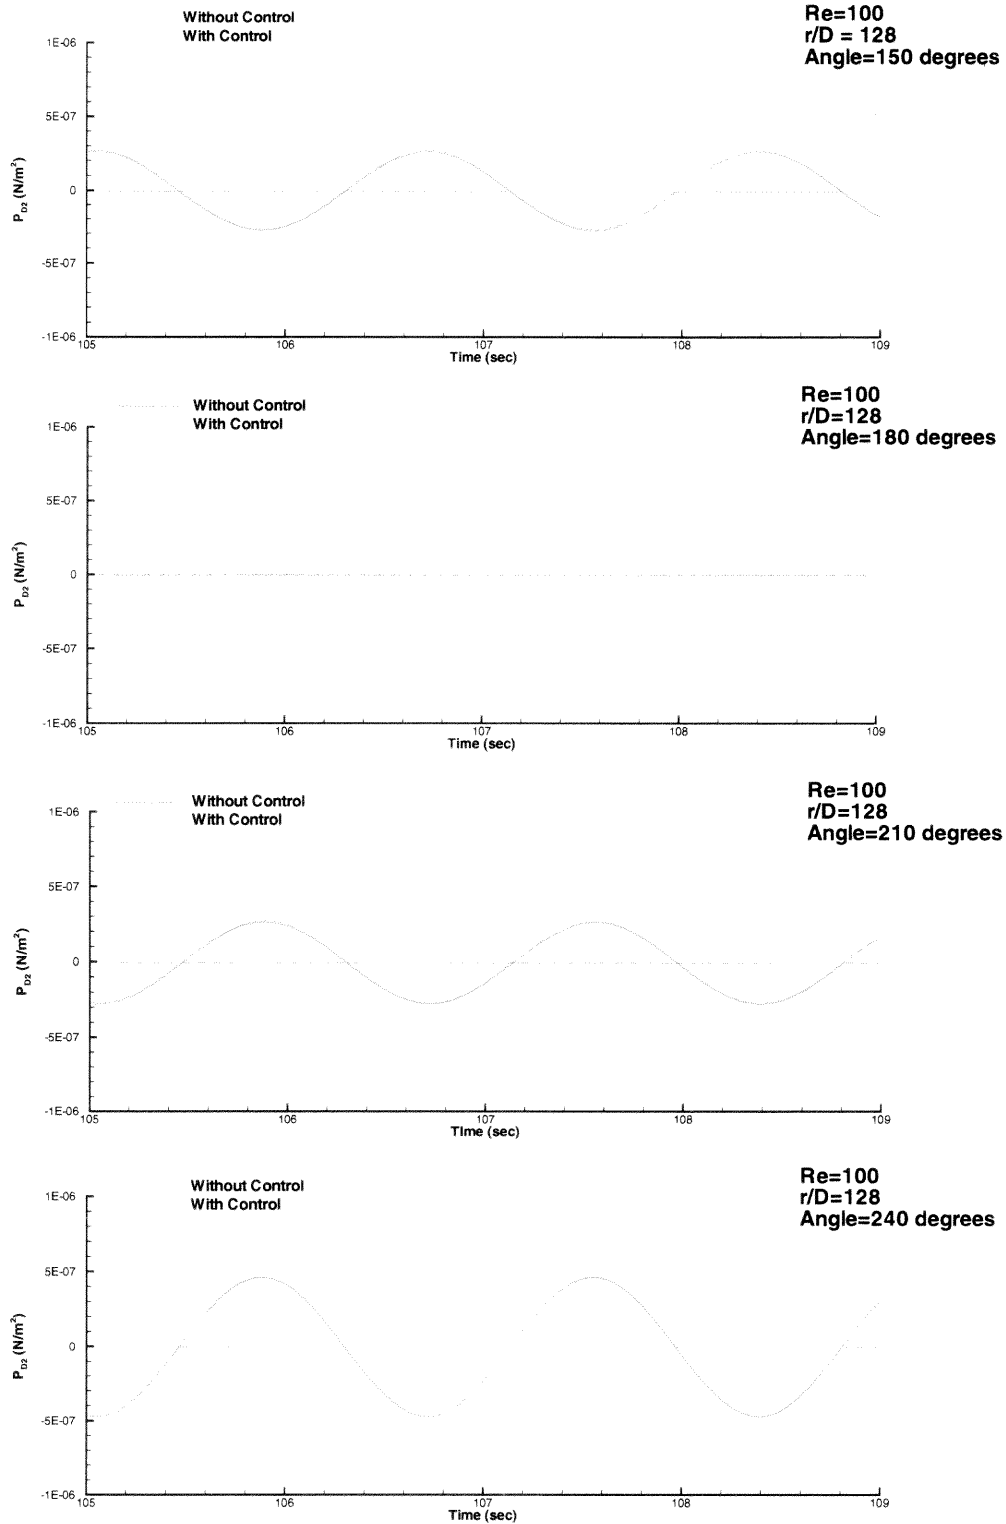 Without Control
With Control
Re=100
r/D = 128
Angle=150 degrees
1E-06
5E-07
0
-5E-07
-1E-06
P_D2 (N/m²)
105 106 107 108 109
Time (sec)
Without Control
With Control
Re=100
r/D=128
Angle=180 degrees
1E-06
5E-07
0
-5E-07
-1E-06
P_D2 (N/m²)
105 106 107 108 109
Time (sec)
Without Control
With Control
Re=100
r/D=128
Angle=210 degrees
1E-06
5E-07
0
-5E-07
-1E-06
P_D2 (N/m²)
105 106 107 108 109
TIme (sec)
Without Control
With Control
Re=100
r/D=128
Angle=240 degrees
1E-06
5E-07
0
-5E-07
-1E-06
P_D2 (N/m²)
105 106 107 108 109
Time (sec)